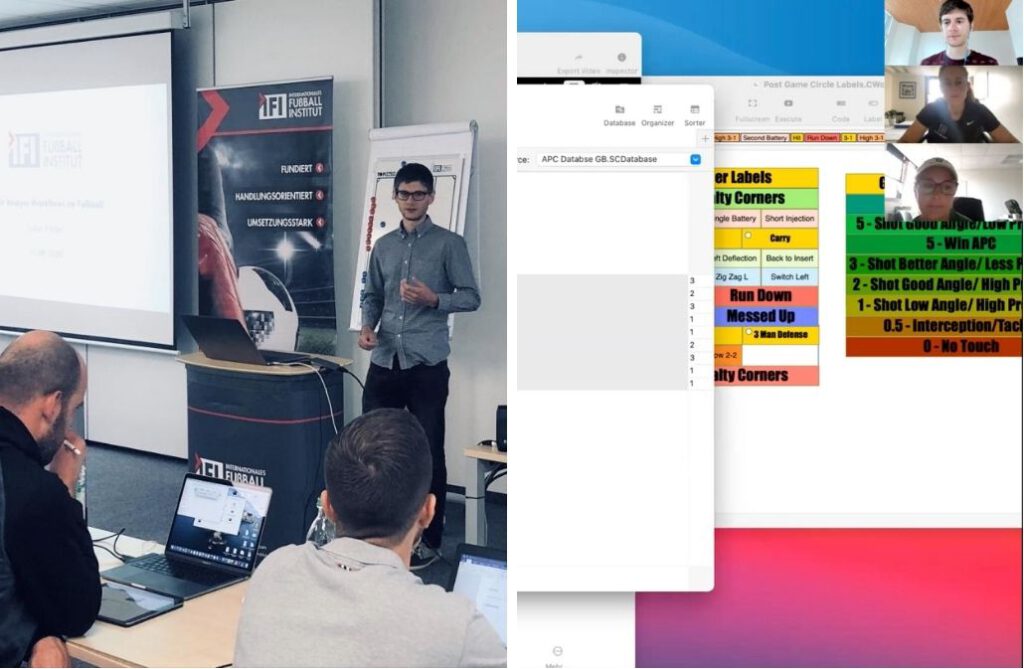 IFI
INTERNATIONALES
FUßBALL
INSTITUT
FUNDIERT
HANDLUNGSORIENTIERT
UMSETZUNGSSTARK
IFI
FUßBALL
INSTITUT
IFI
INTERNATIONALES
FUßBALL
Export Video Inspector
Database Organizer Sorter
rce: APC Databse GB.SCDatabase
3
2
3
1
1
2
3
1
1
Mehr
Post Game Circle Labels.CWo
Fullscreen Execute Code Label
High 3-1 Second Battery Hit Run Down 3-1 High 3-1
er Labels
alty Corners
ngle Battery Short Injection
Carry
ft Deflection Back to Insert
Zig Zag L Switch Left
Run Down
Messed Up
3 Man Defense
ow 2-2
alty Corners
5 - Shot Good Angle/Low Pr
5 - Win APC
3 - Shot Better Angle/ Less P
2 - Shot Good Angle/ High P
1 - Shot Low Angle/ High Pr
0.5 - Interception/Tack
0 - No Touch